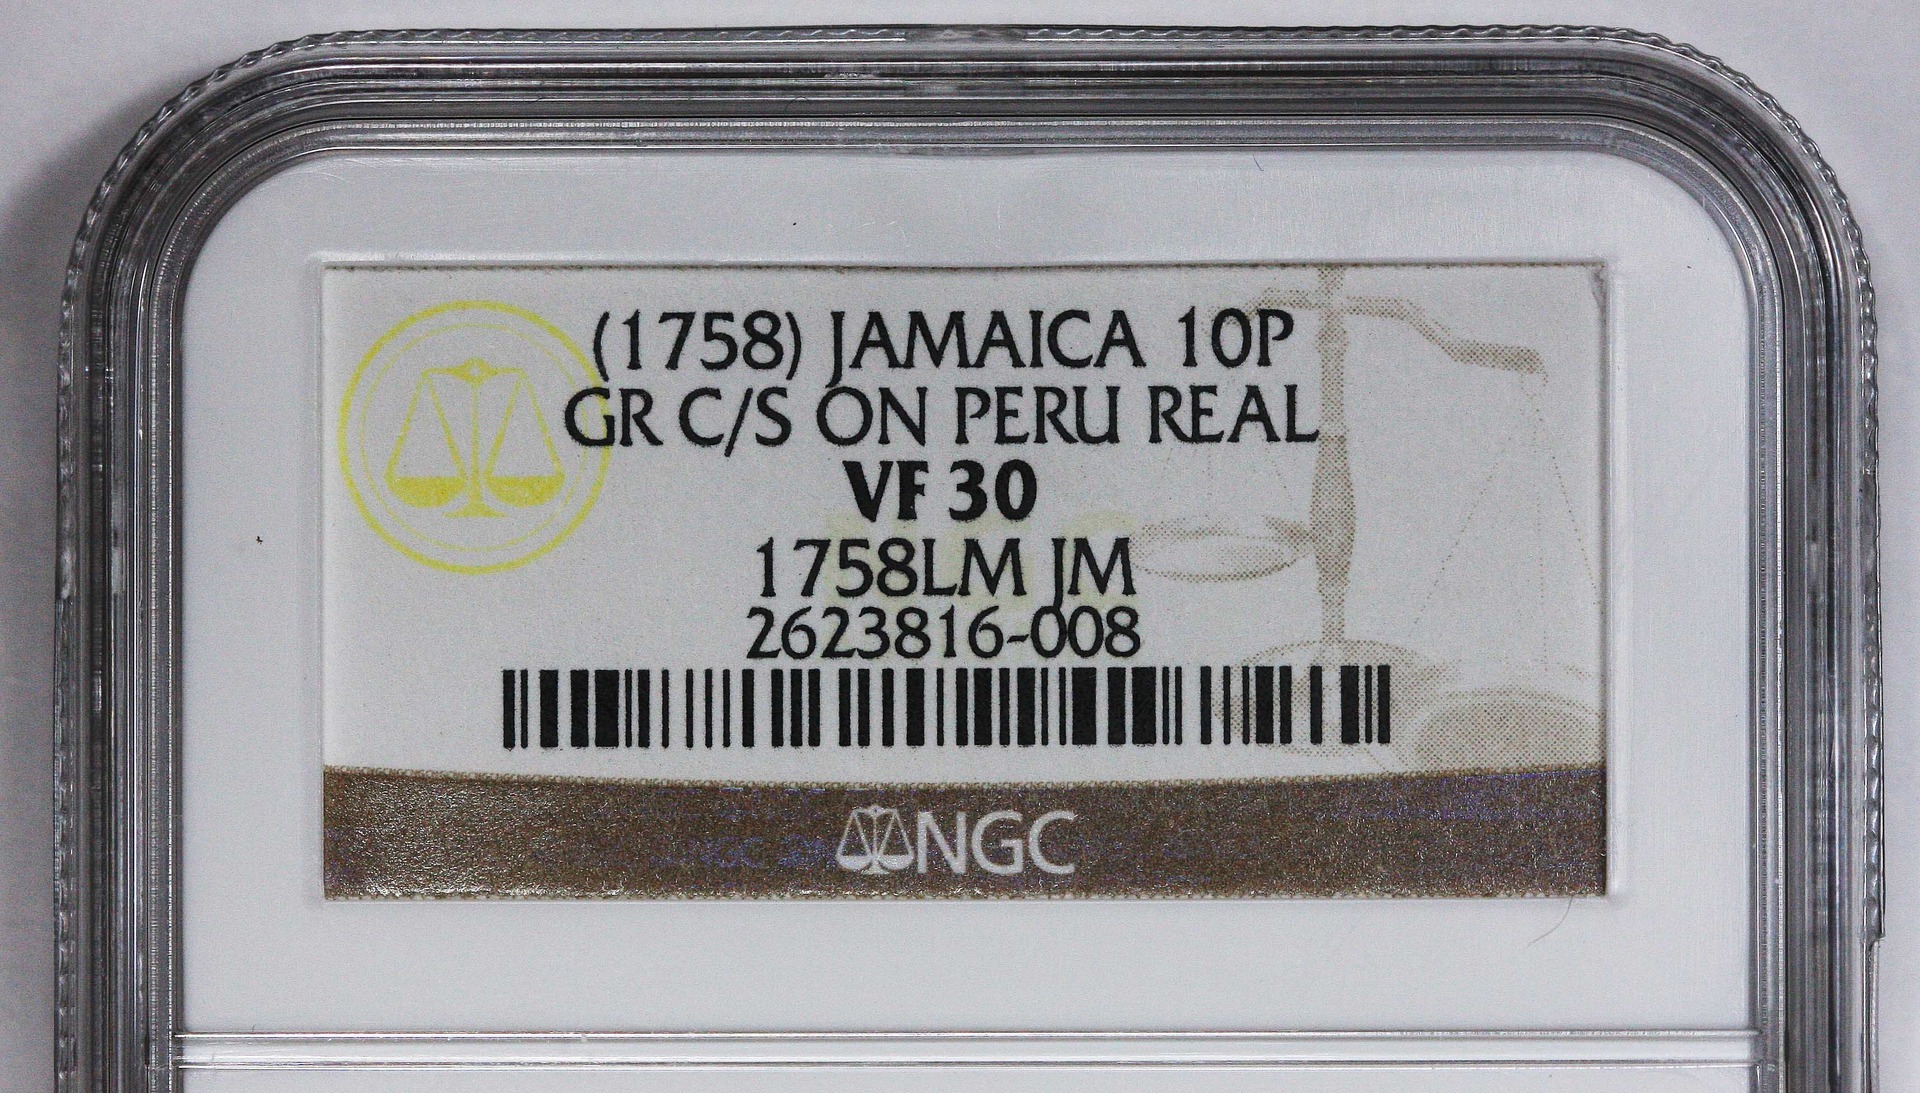 (1758) JAMAICA 10P
GR C/S ON PERU REAL
VF 30
1758LM JM
2623816-008
NGC